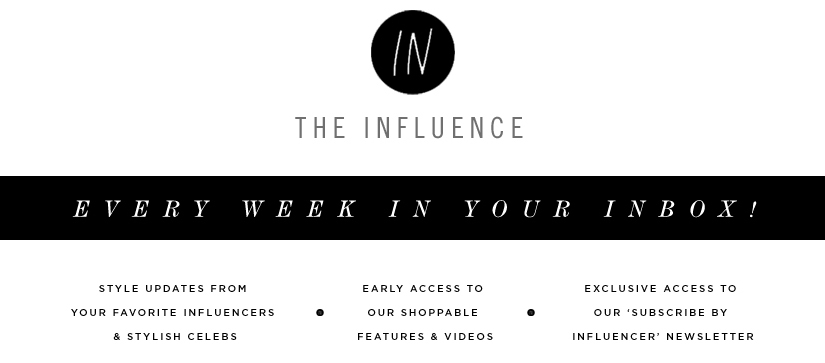 IN
THE INFLUENCE
EVERY WEEK IN YOUR INBOX!
STYLE UPDATES FROM
YOUR FAVORITE INFLUENCERS
& STYLISH CELEBS
EARLY ACCESS TO
OUR SHOPPABLE
FEATURES & VIDEOS
EXCLUSIVE ACCESS TO
OUR ‘SUBSCRIBE BY
INFLUENCER’ NEWSLETTER